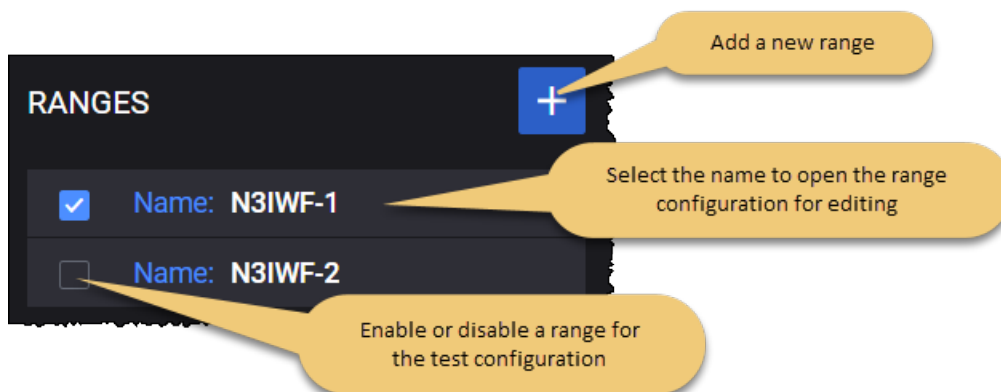 Add a new range
RANGES
+
Select the name to open the range
configuration for editing
Name: N3IWF-1
Name: N3IWF-2
Enable or disable a range for
the test configuration